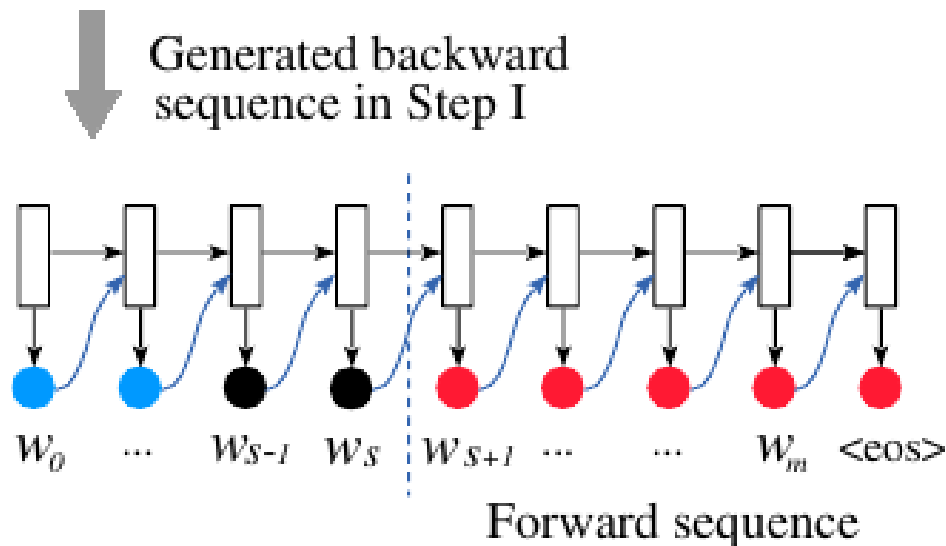 Generated backward
sequence in Step I
w₀ ... wₛ₋₁ wₛ wₛ₊₁ ... ... wₘ <eos>
Forward sequence